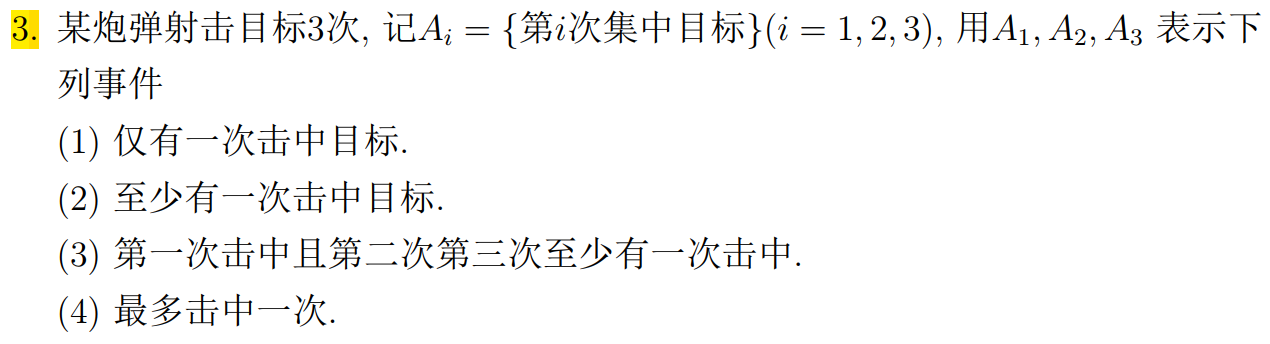 3. 某炮弹射击目标3次, 记A_i = {第i次集中目标}(i = 1, 2, 3), 用A_1, A_2, A_3 表示下
列事件
(1) 仅有一次击中目标.
(2) 至少有一次击中目标.
(3) 第一次击中且第二次第三次至少有一次击中.
(4) 最多击中一次.